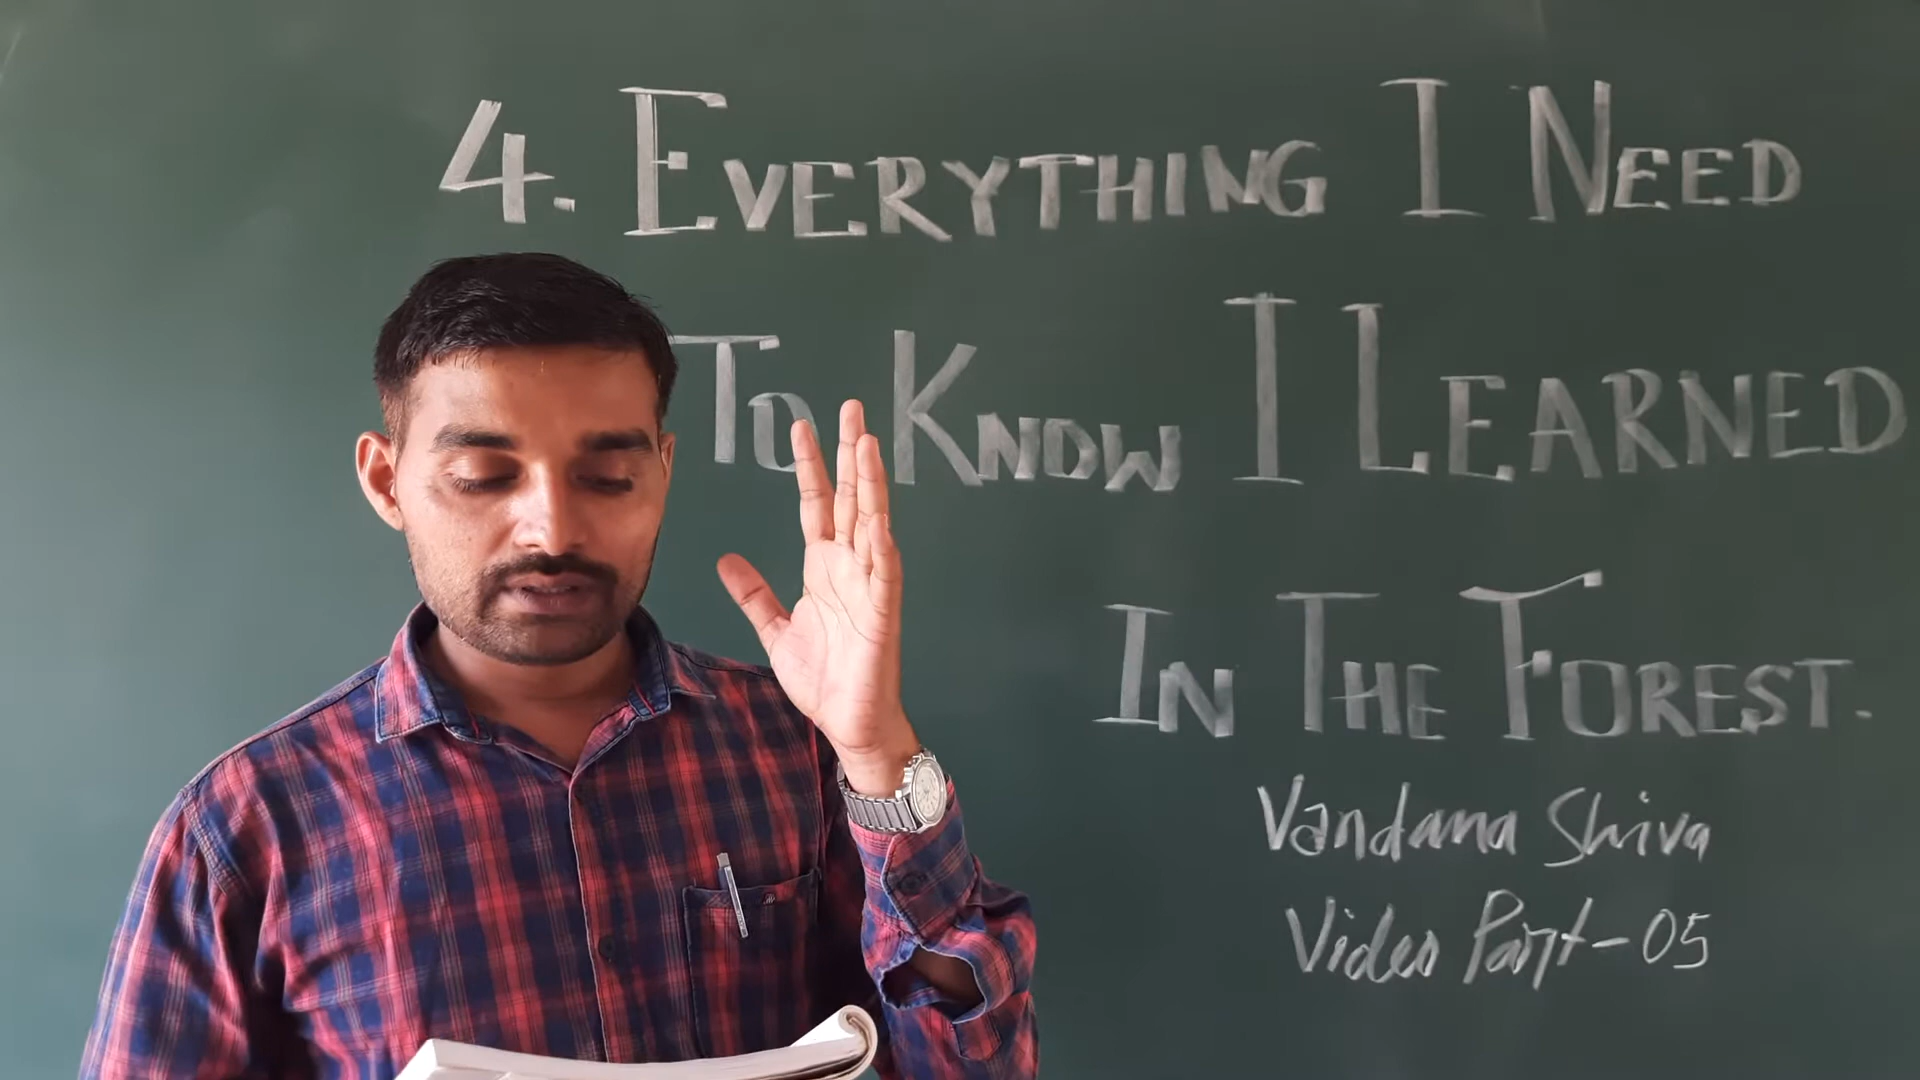 4. EVERYTHING I NEED
TO KNOW I LEARNED
IN THE FOREST.
Vandana Shiva
Video Part-05